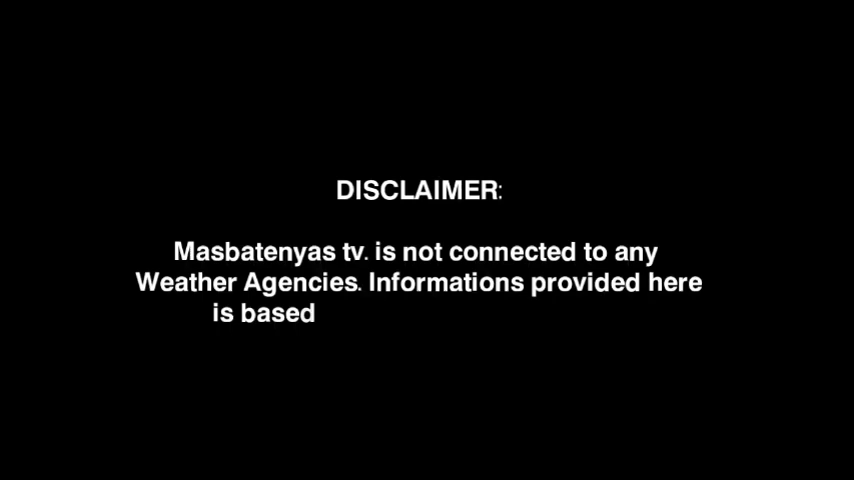 DISCLAIMER:
Masbatenyas tv. is not connected to any
Weather Agencies. Informations provided here
is based